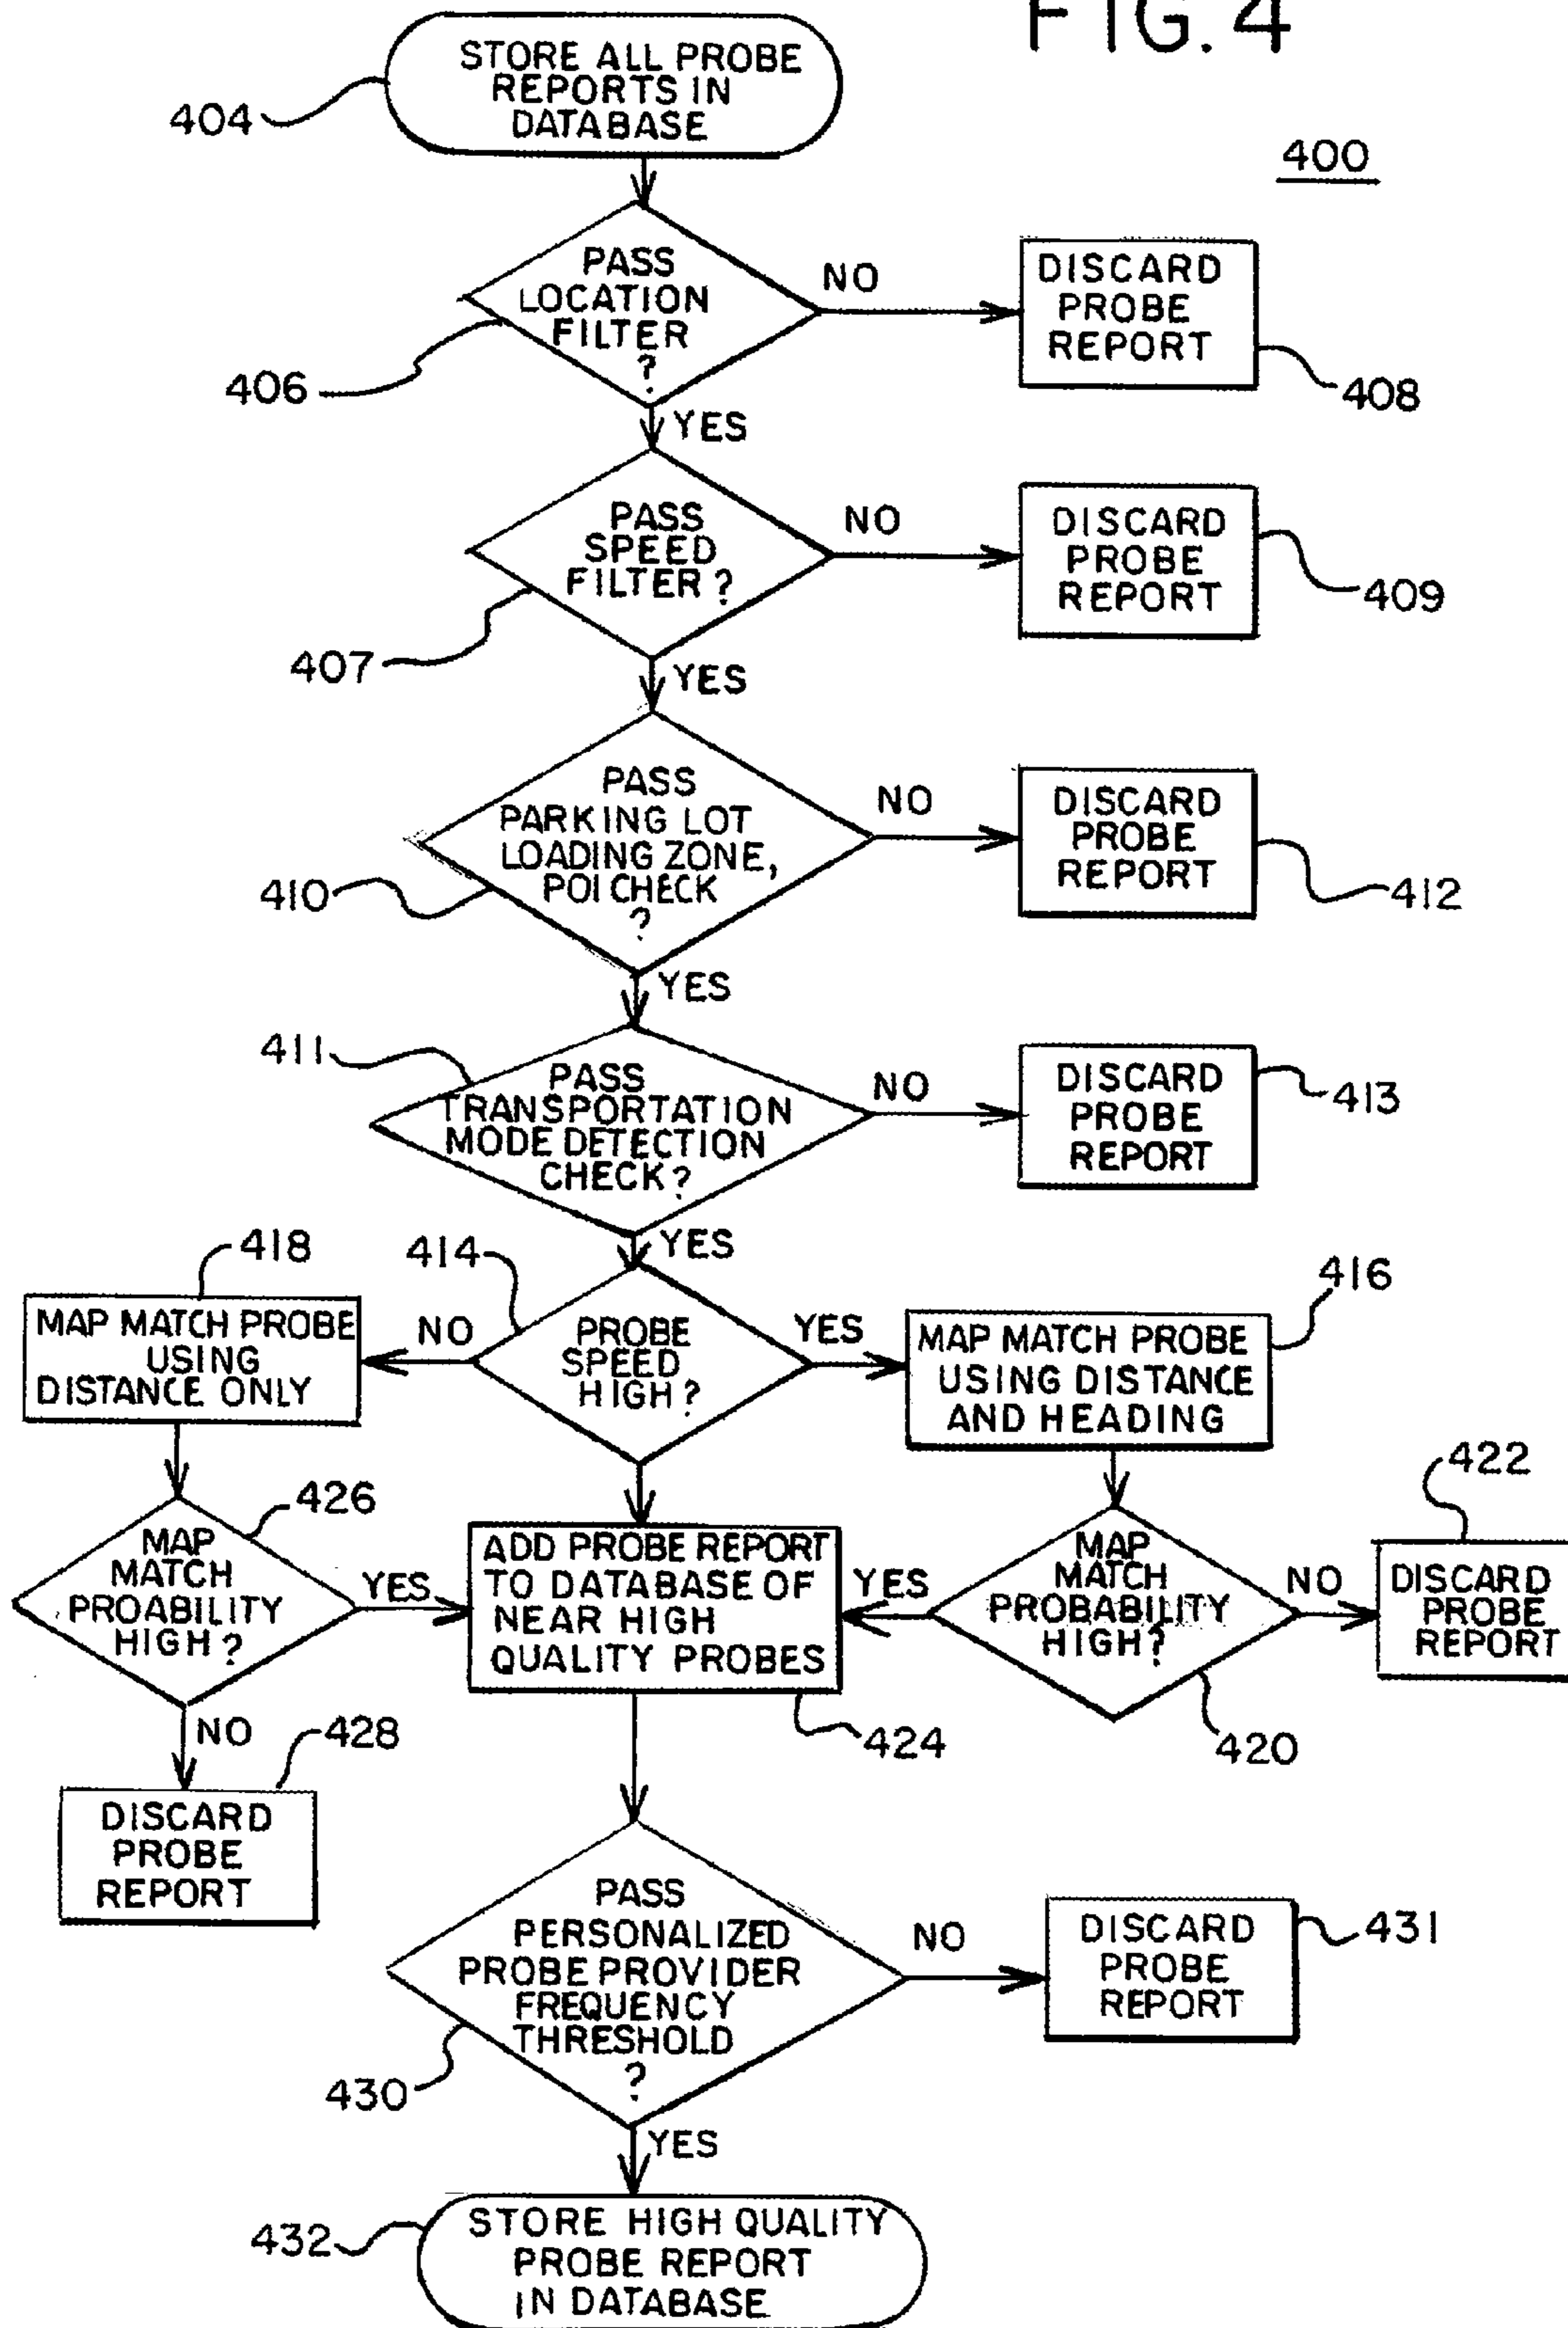 FIG. 4
STORE ALL PROBE
REPORTS IN
DATABASE
404
400
PASS
LOCATION
FILTER
?
406
NO
DISCARD
PROBE
REPORT
408
YES
PASS
SPEED
FILTER?
407
NO
DISCARD
PROBE
REPORT
409
YES
PASS
PARKING LOT
LOADING ZONE,
POI CHECK
?
410
NO
DISCARD
PROBE
REPORT
412
YES
411
PASS
TRANSPORTATION
MODE DETECTION
CHECK?
NO
DISCARD
PROBE
REPORT
413
YES
418
MAP MATCH PROBE
USING
DISTANCE ONLY
414
NO
PROBE
SPEED
HIGH?
YES
416
MAP MATCH PROBE
USING DISTANCE
AND HEADING
426
MAP
MATCH
PROABILITY
HIGH?
YES
ADD PROBE REPORT
TO DATABASE OF
NEAR HIGH
QUALITY PROBES
424
YES
MAP
MATCH
PROBABILITY
HIGH?
420
NO
422
DISCARD
PROBE
REPORT
NO
428
DISCARD
PROBE
REPORT
PASS
PERSONALIZED
PROBE PROVIDER
FREQUENCY
THRESHOLD
?
430
NO
DISCARD
PROBE
REPORT
431
YES
432
STORE HIGH QUALITY
PROBE REPORT
IN DATABASE